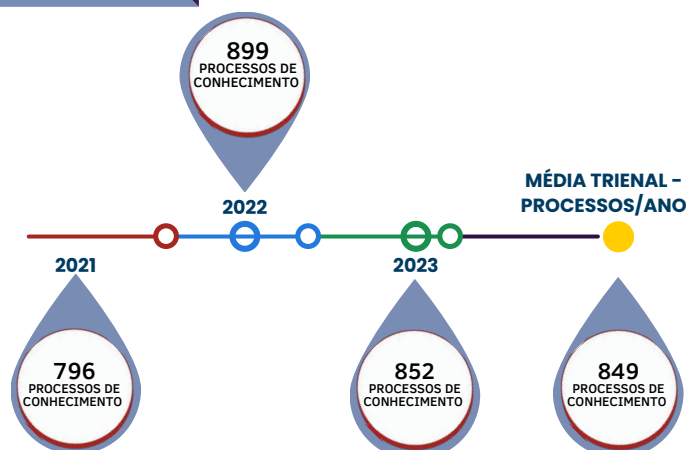 899
PROCESSOS DE
CONHECIMENTO
2022
MÉDIA TRIENAL -
PROCESSOS/ANO
2021
2023
796
PROCESSOS DE
CONHECIMENTO
852
PROCESSOS DE
CONHECIMENTO
849
PROCESSOS DE
CONHECIMENTO